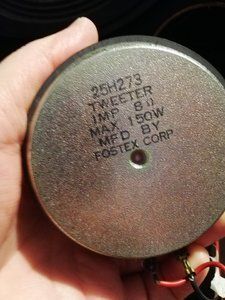 25H273
TWEETER
IMP 8Ω
MAX 150W
MFD BY
FOSTEX CORP